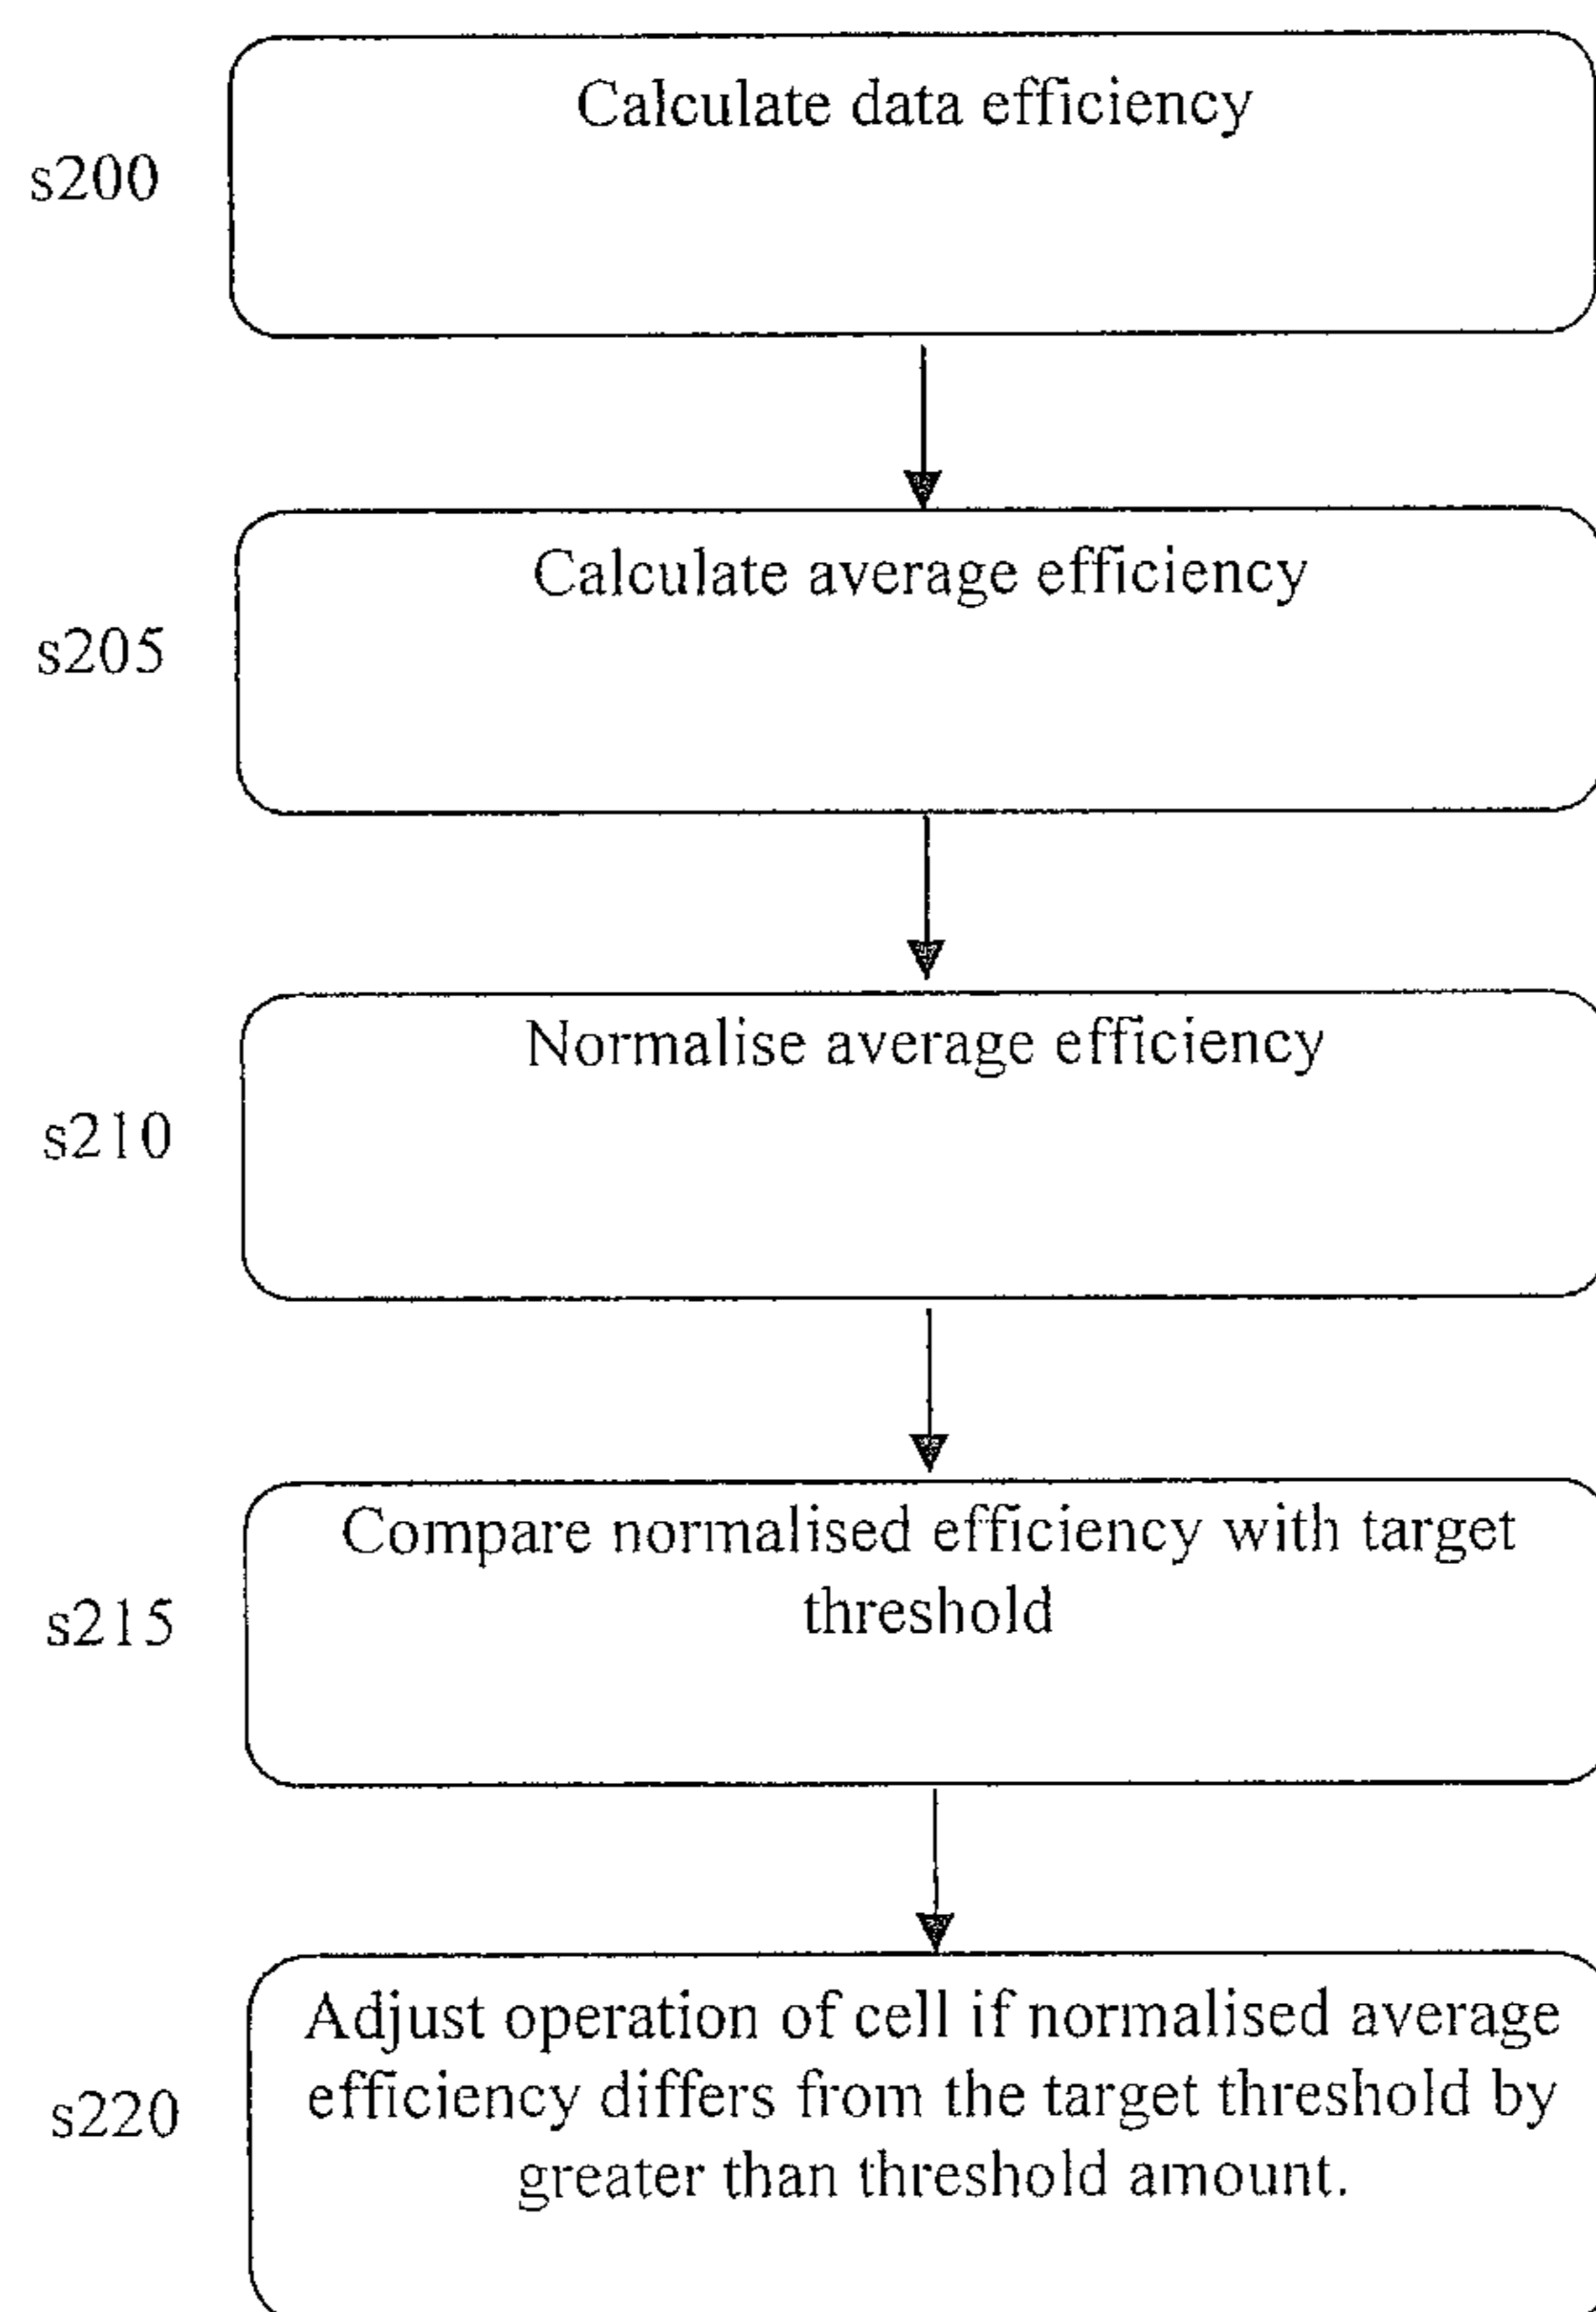 Calculate data efficiency
s200
Calculate average efficiency
s205
Normalise average efficiency
s210
Compare normalised efficiency with target
threshold
s215
Adjust operation of cell if normalised average
efficiency differs from the target threshold by
greater than threshold amount.
s220